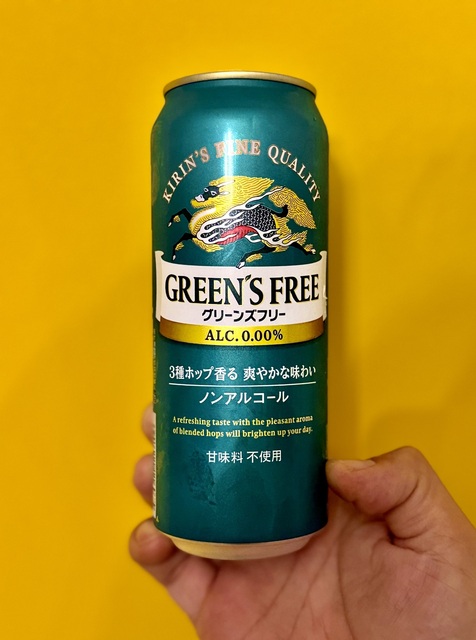 KIRIN'S FINE QUALITY
GREEN'S FREE
グリーンズフリー
ALC. 0.00%
3種ホップ香る 爽やかな味わい
ノンアルコール
A refreshing taste with the pleasant aroma
of blended hops will brighten up your day.
甘味料 不使用